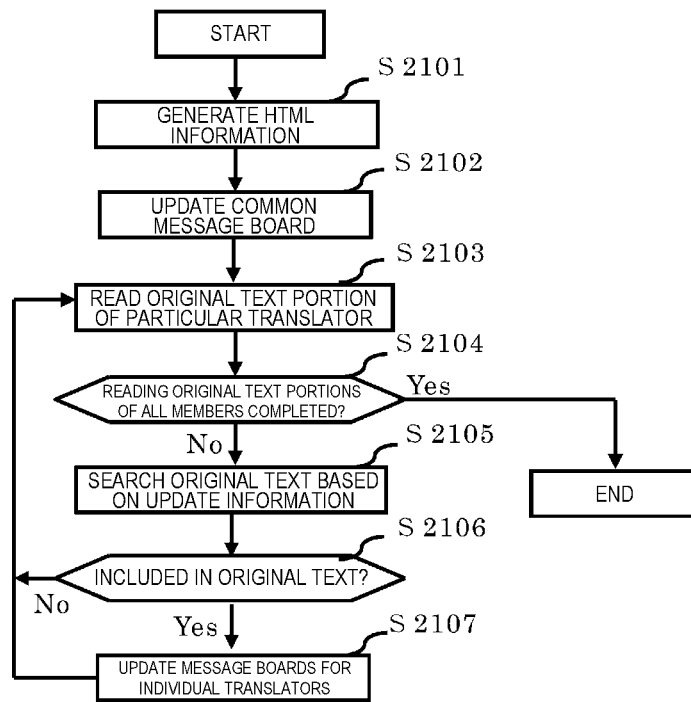 START
S 2101
GENERATE HTML
INFORMATION
S 2102
UPDATE COMMON
MESSAGE BOARD
S 2103
READ ORIGINAL TEXT PORTION
OF PARTICULAR TRANSLATOR
S 2104
READING ORIGINAL TEXT PORTIONS
OF ALL MEMBERS COMPLETED?
Yes
No
S 2105
SEARCH ORIGINAL TEXT BASED
ON UPDATE INFORMATION
END
S 2106
INCLUDED IN ORIGINAL TEXT?
No
Yes
S 2107
UPDATE MESSAGE BOARDS FOR
INDIVIDUAL TRANSLATORS